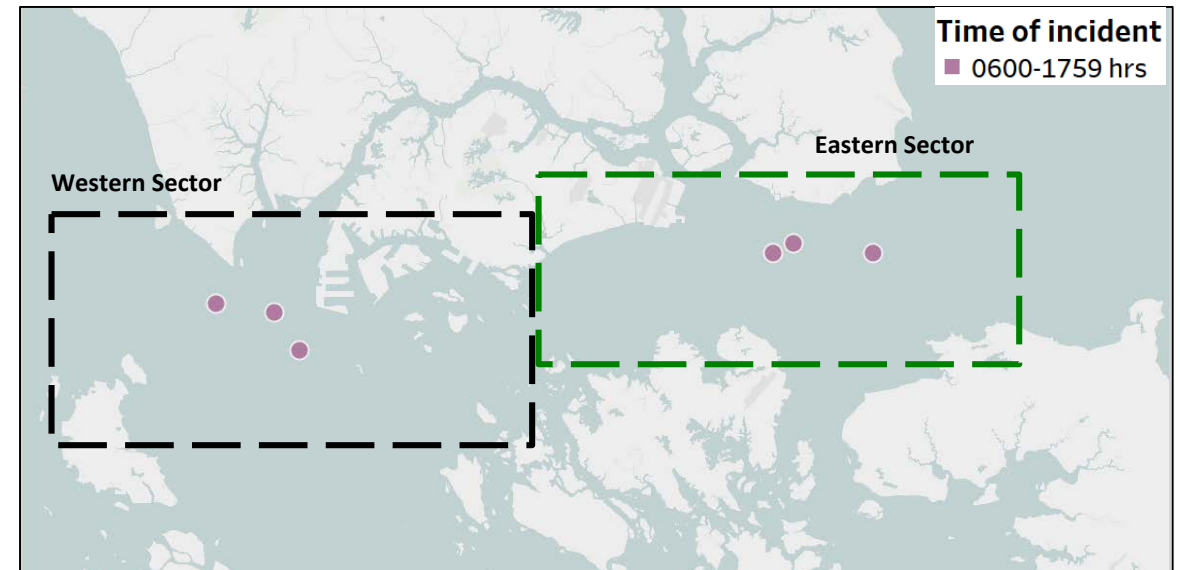 Time of incident
0600-1759 hrs
Eastern Sector
Western Sector